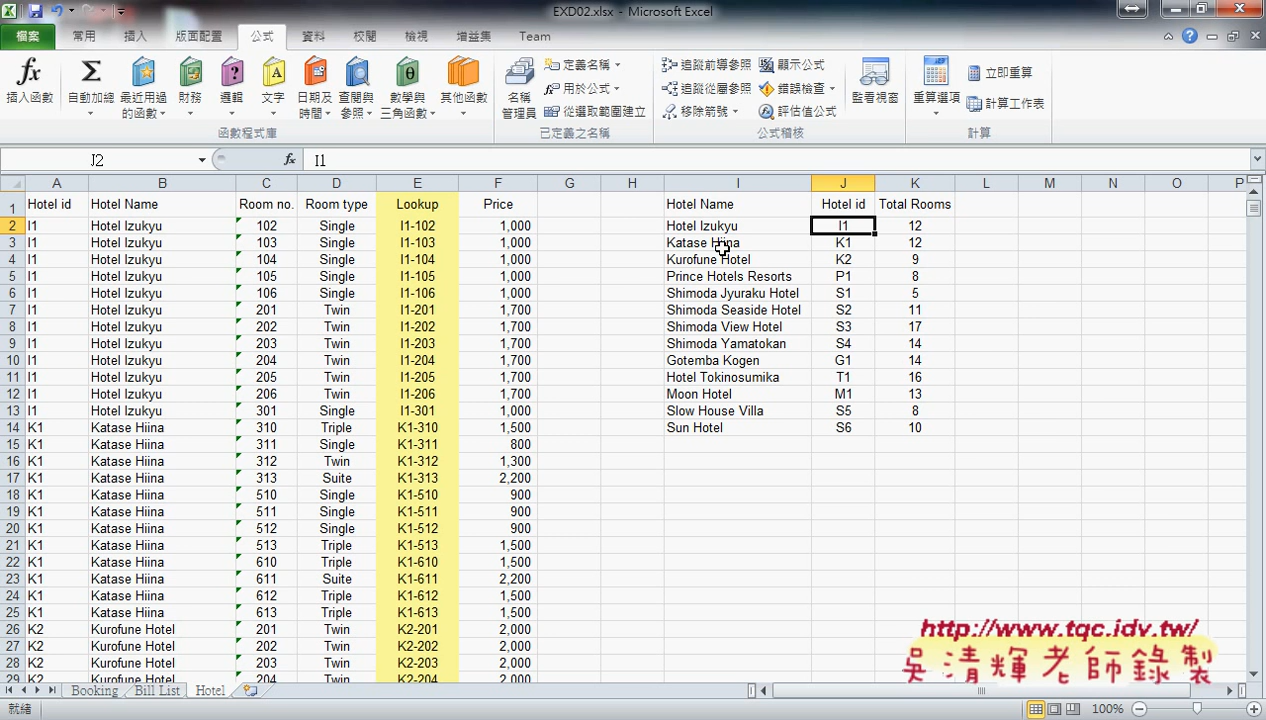 EXD02.xlsx - Microsoft Excel
檔案 常用 插入 版面配置 公式 資料 校閱 檢視 增益集 Team
插入函數 自動加總 最近用過的函數 財務 邏輯 文字 日期及時間 查閱與參照 數學與三角函數 其他函數
函數程式庫
名稱管理員 定義名稱 用於公式 從選取範圍建立
已定義之名稱
追蹤前導參照 追蹤從屬參照 移除箭號 顯示公式 錯誤檢查 評估值公式 監看視窗
公式稽核
重算選項 立即重算 計算工作表
計算
J2 fx I1
A B C D E F G H I J K L M N O P
1 Hotel id Hotel Name Room no. Room type Lookup Price Hotel Name Hotel id Total Rooms
2 I1 Hotel Izukyu 102 Single I1-102 1,000 Hotel Izukyu I1 12
3 I1 Hotel Izukyu 103 Single I1-103 1,000 Katase Hiina K1 12
4 I1 Hotel Izukyu 104 Single I1-104 1,000 Kurofune Hotel K2 9
5 I1 Hotel Izukyu 105 Single I1-105 1,000 Prince Hotels Resorts P1 8
6 I1 Hotel Izukyu 106 Single I1-106 1,000 Shimoda Jyuraku Hotel S1 5
7 I1 Hotel Izukyu 201 Twin I1-201 1,700 Shimoda Seaside Hotel S2 11
8 I1 Hotel Izukyu 202 Twin I1-202 1,700 Shimoda View Hotel S3 17
9 I1 Hotel Izukyu 203 Twin I1-203 1,700 Shimoda Yamatokan S4 14
10 I1 Hotel Izukyu 204 Twin I1-204 1,700 Gotemba Kogen G1 14
11 I1 Hotel Izukyu 205 Twin I1-205 1,700 Hotel Tokinosumika T1 16
12 I1 Hotel Izukyu 206 Twin I1-206 1,700 Moon Hotel M1 13
13 I1 Hotel Izukyu 301 Single I1-301 1,000 Slow House Villa S5 8
14 K1 Katase Hiina 310 Triple K1-310 1,500 Sun Hotel S6 10
15 K1 Katase Hiina 311 Single K1-311 800
16 K1 Katase Hiina 312 Twin K1-312 1,300
17 K1 Katase Hiina 313 Suite K1-313 2,200
18 K1 Katase Hiina 510 Single K1-510 900
19 K1 Katase Hiina 511 Single K1-511 900
20 K1 Katase Hiina 512 Single K1-512 900
21 K1 Katase Hiina 513 Triple K1-513 1,500
22 K1 Katase Hiina 610 Triple K1-610 1,500
23 K1 Katase Hiina 611 Suite K1-611 2,200
24 K1 Katase Hiina 612 Triple K1-612 1,500
25 K1 Katase Hiina 613 Triple K1-613 1,500
26 K2 Kurofune Hotel 201 Twin K2-201 2,000
27 K2 Kurofune Hotel 202 Twin K2-202 2,000
28 K2 Kurofune Hotel 203 Twin K2-203 2,000
29 K2 Kurofune Hotel 204 Twin K2-204 2,000
http://www.tqc.idv.tw/
吳清輝老師錄製
Booking Bill List Hotel
就緒 100%